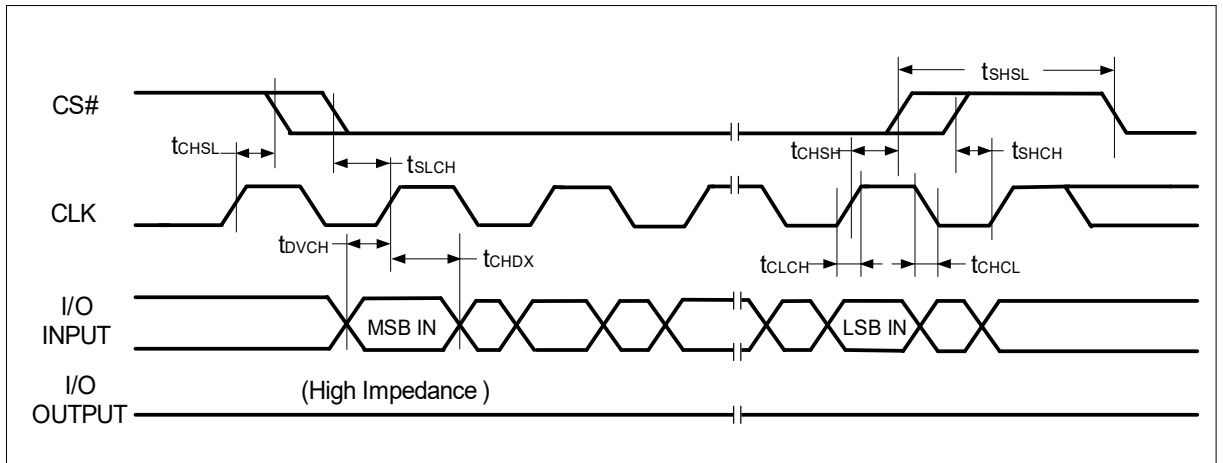 tSHSL
CS#
tCHSL
tSLCH
tCHSH
tSHCH
CLK
tDVCH
tCHDX
tCLCH
tCHCL
I/O
INPUT
MSB IN
LSB IN
I/O
OUTPUT
(High Impedance )